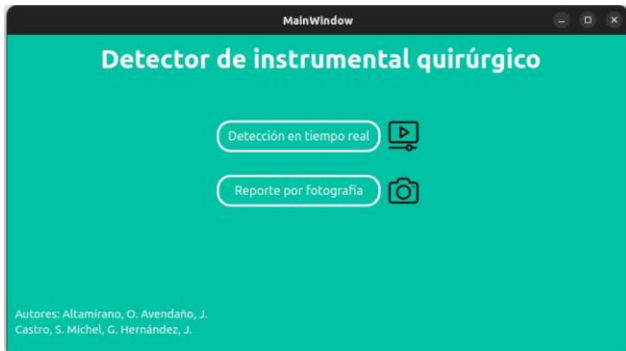 MainWindow
Detector de instrumental quirúrgico
Detección en tiempo real
Reporte por fotografía
Autores: Altamirano, O. Avendaño, J.
Castro, S. Michel, G. Hernández, J.